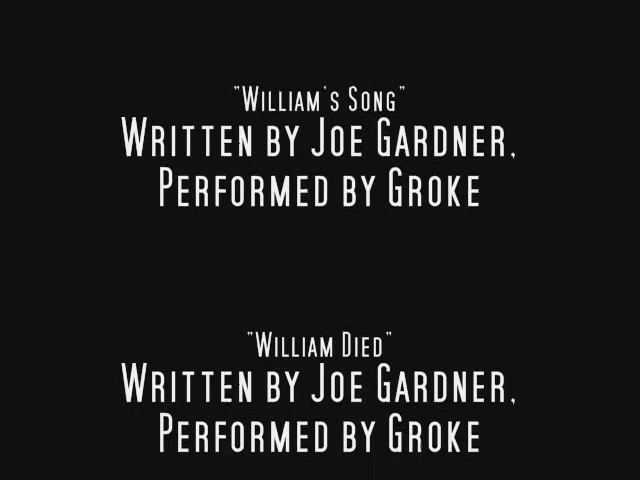 "William's Song"
Written by Joe Gardner,
Performed by Groke
"William Died"
Written by Joe Gardner,
Performed by Groke